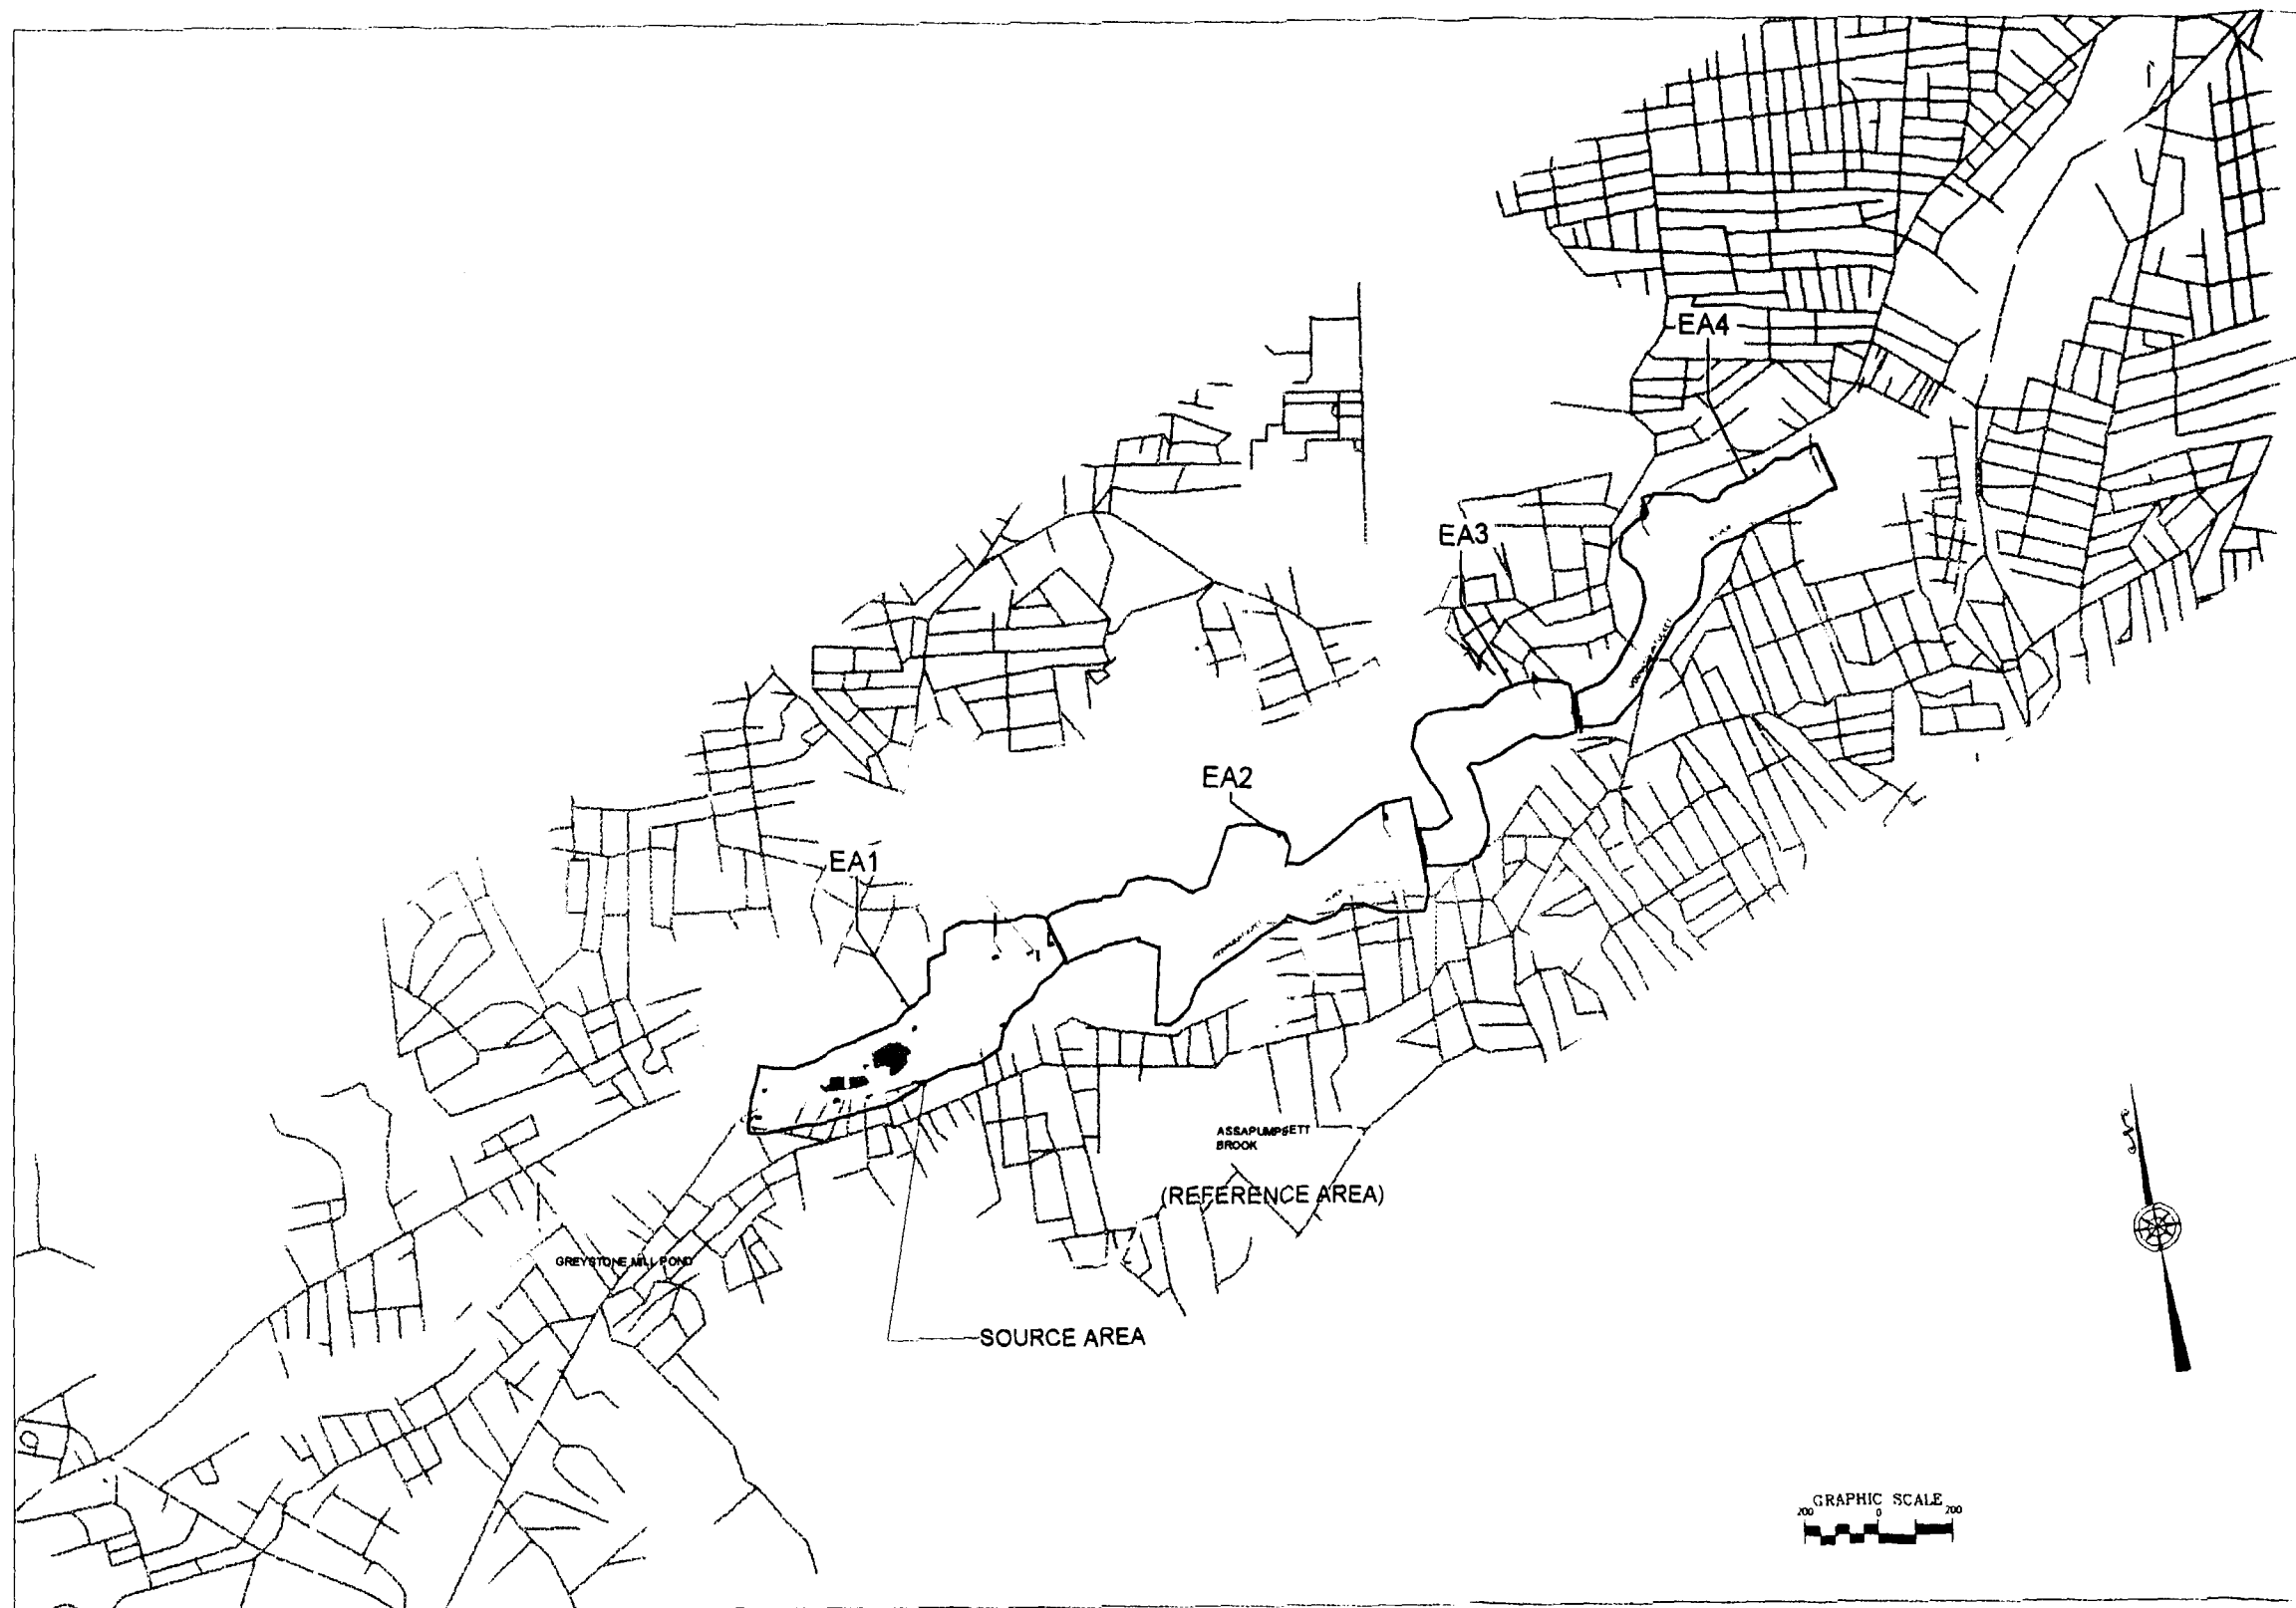 EA4
EA3
EA2
EA1
ASSAPUMPSETT
BROOK
(REFERENCE AREA)
GREYSTONE MILL POND
SOURCE AREA
GRAPHIC SCALE
200 0 200